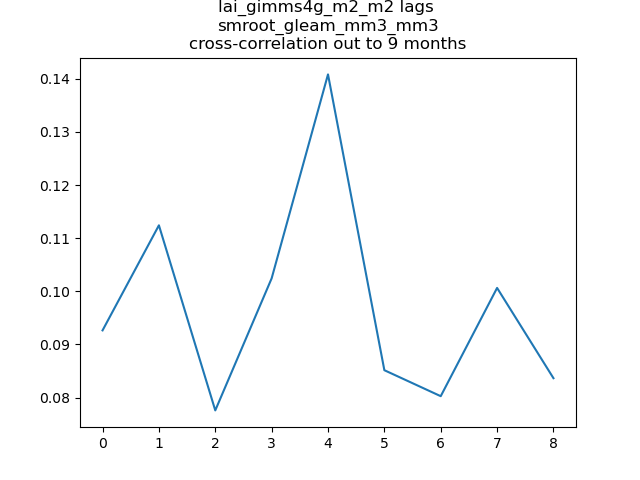 lai_gimms4g_m2_m2 lags
smroot_gleam_mm3_mm3
cross-correlation out to 9 months
0.14
0.13
0.12
0.11
0.10
0.09
0.08
0 1 2 3 4 5 6 7 8